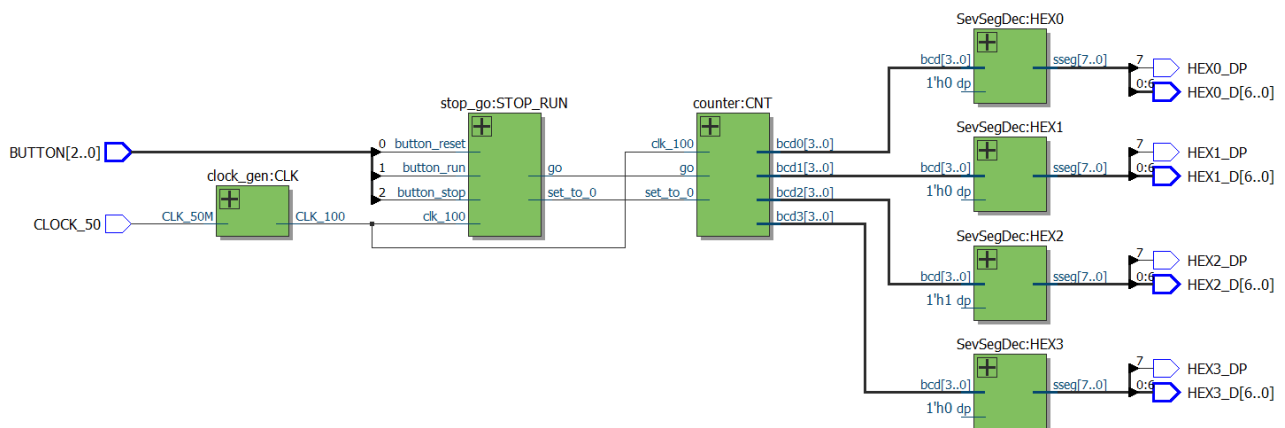 BUTTON[2..0]
CLOCK_50
clock_gen:CLK
CLK_50M
CLK_100
stop_go:STOP_RUN
0
button_reset
1
button_run
2
button_stop
clk_100
go
set_to_0
counter:CNT
clk_100
go
set_to_0
bcd0[3..0]
bcd1[3..0]
bcd2[3..0]
bcd3[3..0]
SevSegDec:HEX0
bcd[3..0]
1'h0 dp
sseg[7..0]
7
HEX0_DP
0:6
HEX0_D[6..0]
SevSegDec:HEX1
bcd[3..0]
1'h0 dp
sseg[7..0]
7
HEX1_DP
0:6
HEX1_D[6..0]
SevSegDec:HEX2
bcd[3..0]
1'h1 dp
sseg[7..0]
7
HEX2_DP
0:6
HEX2_D[6..0]
SevSegDec:HEX3
bcd[3..0]
1'h0 dp
sseg[7..0]
7
HEX3_DP
0:6
HEX3_D[6..0]